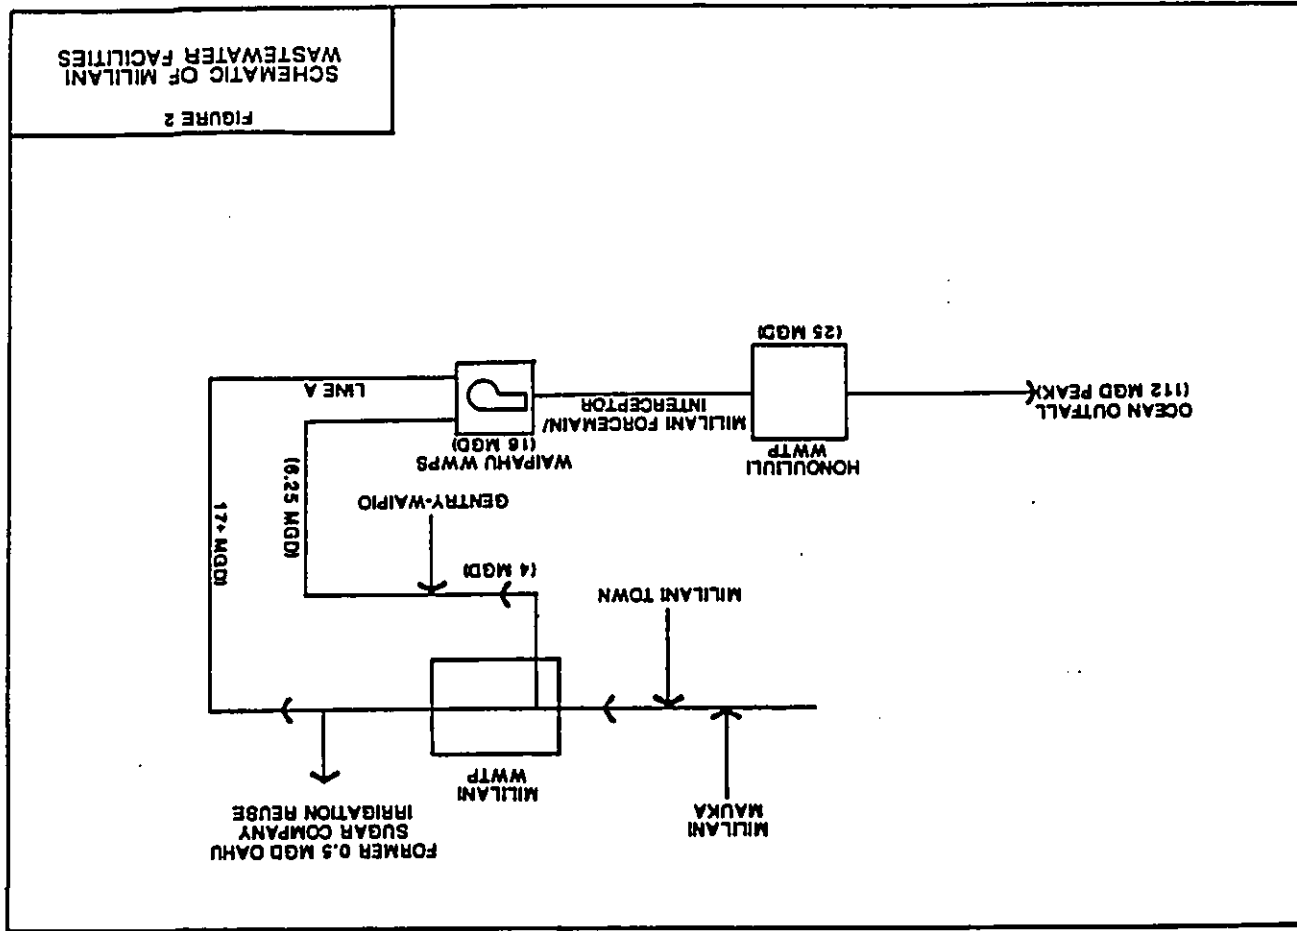 MILILANI
MAUKA
MILILANI
WWTP
FORMER 0.5 MGD OAHU
SUGAR COMPANY
IRRIGATION REUSE
MILILANI TOWN
(4 MGD)
GENTRY-WAIPIO
(6.25 MGD)
17+ MGD)
OCEAN OUTFALL
(112 MGD PEAK)
HONOULIULI
WWTP
(25 MGD)
MILILANI FORCEMAIN/
INTERCEPTOR
WAIPAHU WWPS
(16 MGD)
LINE A
FIGURE 2
SCHEMATIC OF MILILANI
WASTEWATER FACILITIES